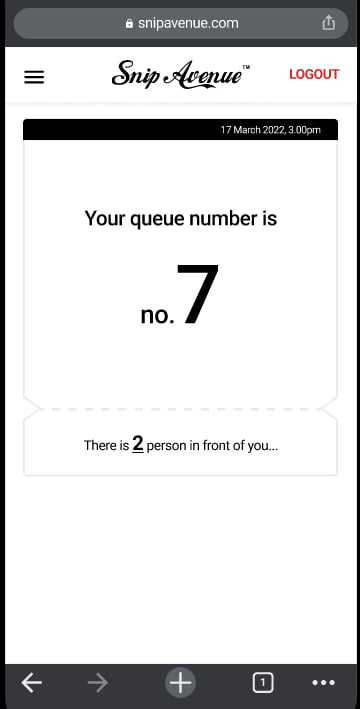 snipavenue.com
Snip Avenue™
LOGOUT
17 March 2022, 3.00pm
Your queue number is
no. 7
There is 2 person in front of you...
1